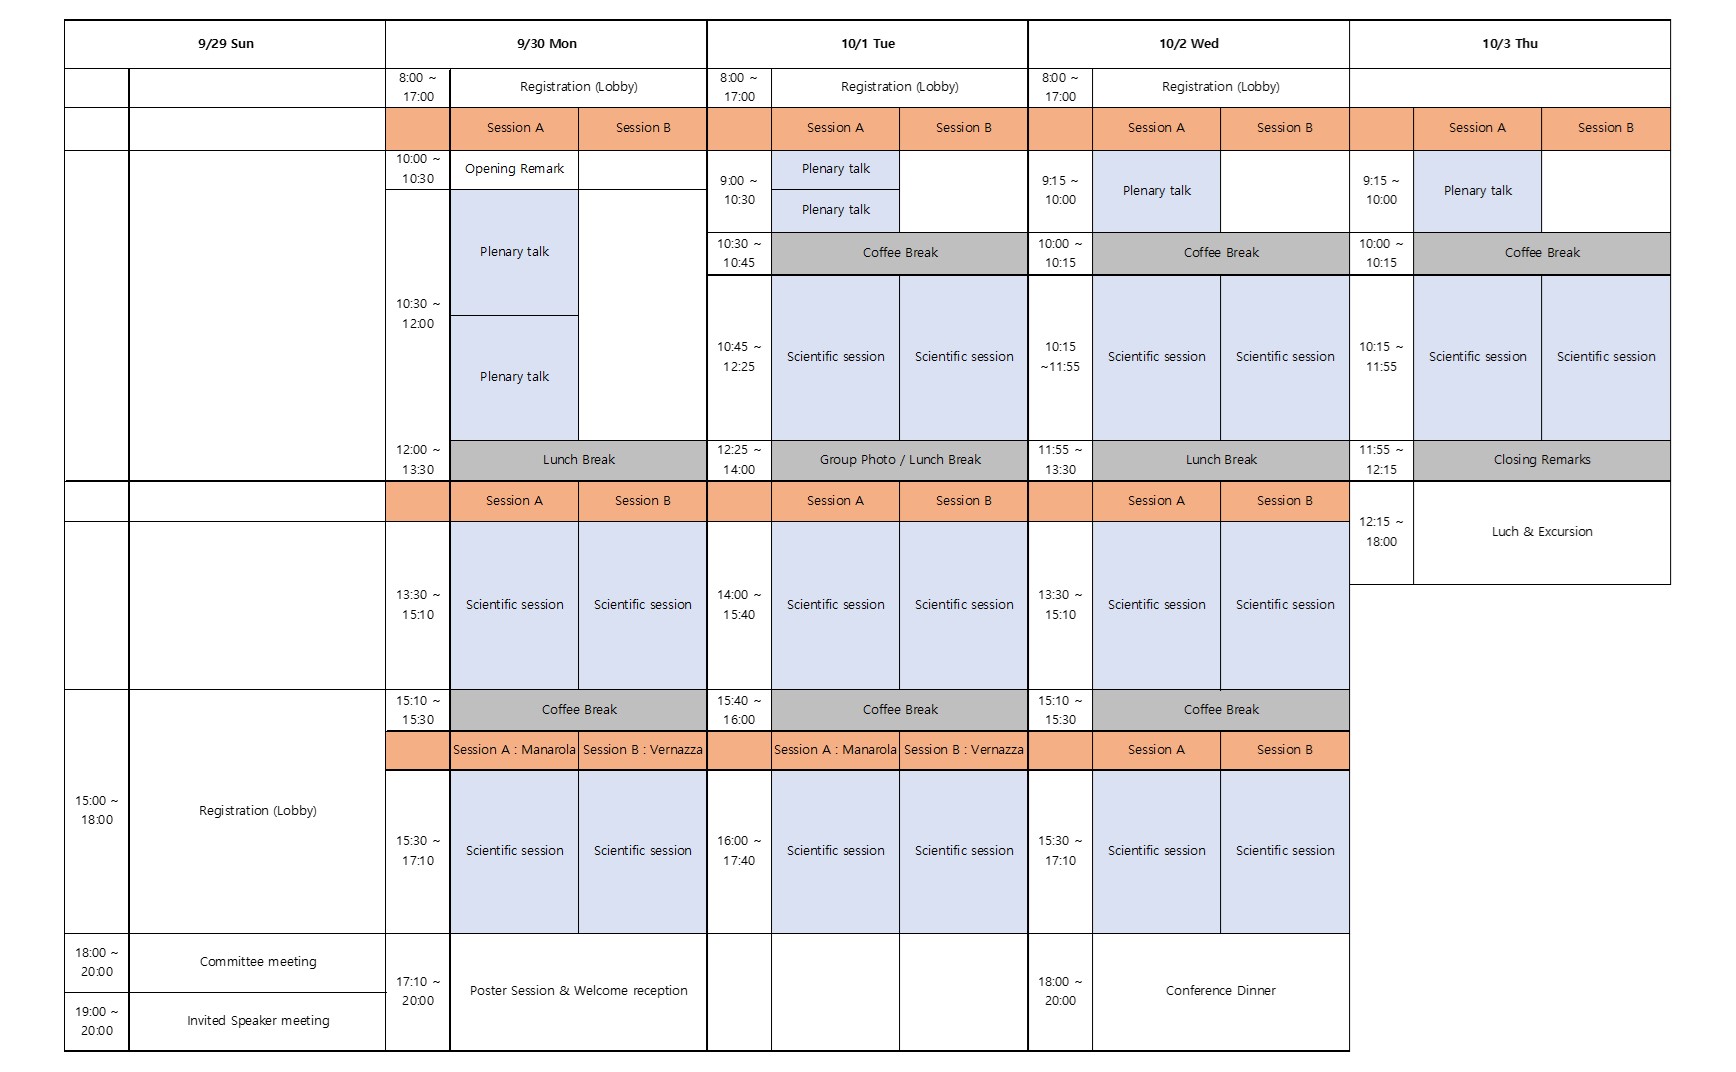 9/29 Sun
9/30 Mon
10/1 Tue
10/2 Wed
10/3 Thu
8:00 ~
17:00
Registration (Lobby)
8:00 ~
17:00
Registration (Lobby)
8:00 ~
17:00
Registration (Lobby)
Session A
Session B
Session A
Session B
Session A
Session B
Session A
Session B
10:00 ~
10:30
Opening Remark
9:00 ~
10:30
Plenary talk
Plenary talk
9:15 ~
10:00
Plenary talk
9:15 ~
10:00
Plenary talk
10:30 ~
12:00
Plenary talk
Plenary talk
10:30 ~
10:45
Coffee Break
10:00 ~
10:15
Coffee Break
10:00 ~
10:15
Coffee Break
10:45 ~
12:25
Scientific session
Scientific session
10:15
~11:55
Scientific session
Scientific session
10:15 ~
11:55
Scientific session
Scientific session
12:00 ~
13:30
Lunch Break
12:25 ~
14:00
Group Photo / Lunch Break
11:55 ~
13:30
Lunch Break
11:55 ~
12:15
Closing Remarks
Session A
Session B
Session A
Session B
Session A
Session B
12:15 ~
18:00
Luch & Excursion
13:30 ~
15:10
Scientific session
Scientific session
14:00 ~
15:40
Scientific session
Scientific session
13:30 ~
15:10
Scientific session
Scientific session
15:10 ~
15:30
Coffee Break
15:40 ~
16:00
Coffee Break
15:10 ~
15:30
Coffee Break
Session A : Manarola
Session B : Vernazza
Session A : Manarola
Session B : Vernazza
Session A
Session B
15:00 ~
18:00
Registration (Lobby)
15:30 ~
17:10
Scientific session
Scientific session
16:00 ~
17:40
Scientific session
Scientific session
15:30 ~
17:10
Scientific session
Scientific session
18:00 ~
20:00
Committee meeting
19:00 ~
20:00
Invited Speaker meeting
17:10 ~
20:00
Poster Session & Welcome reception
18:00 ~
20:00
Conference Dinner